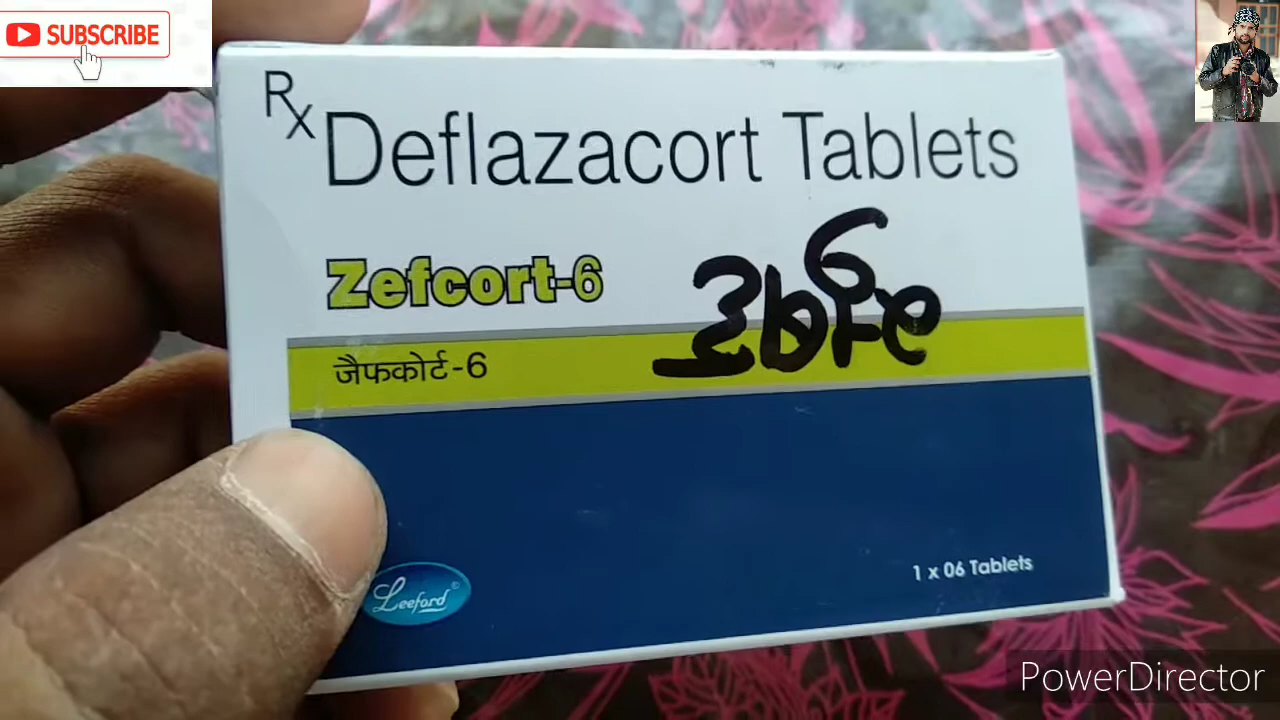 SUBSCRIBE
Rx Deflazacort Tablets
Zefcort-6
जैफकोर्ट-6
Leeford
1 x 06 Tablets
PowerDirector